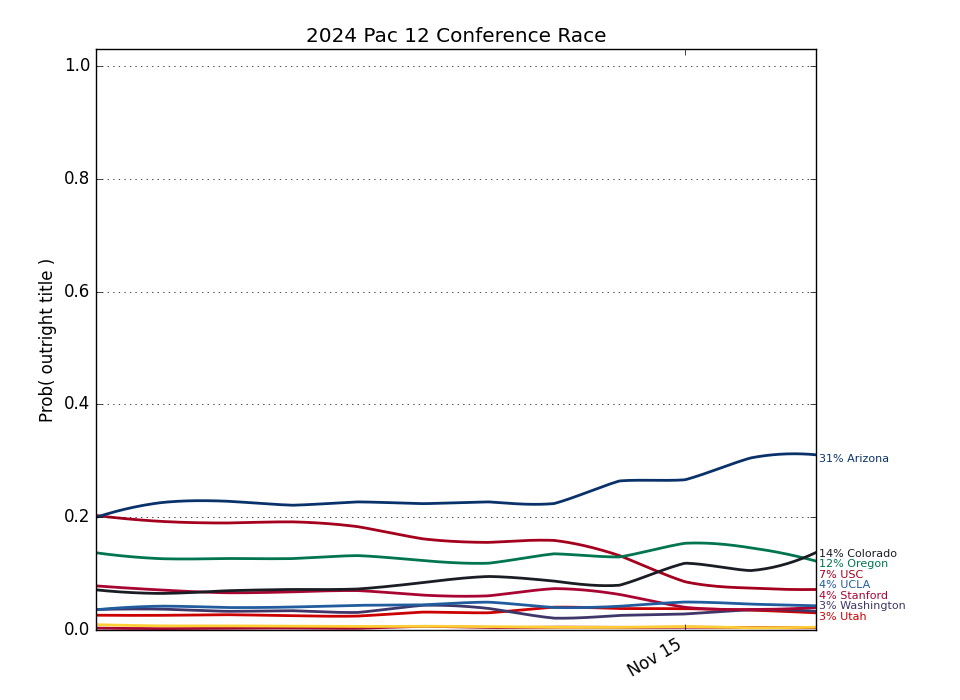 2024 Pac 12 Conference Race
1.0
0.8
0.6
0.4
0.2
0.0
Prob( outright title )
Nov 15
31% Arizona
14% Colorado
12% Oregon
7% USC
4% UCLA
4% Stanford
3% Washington
3% Utah